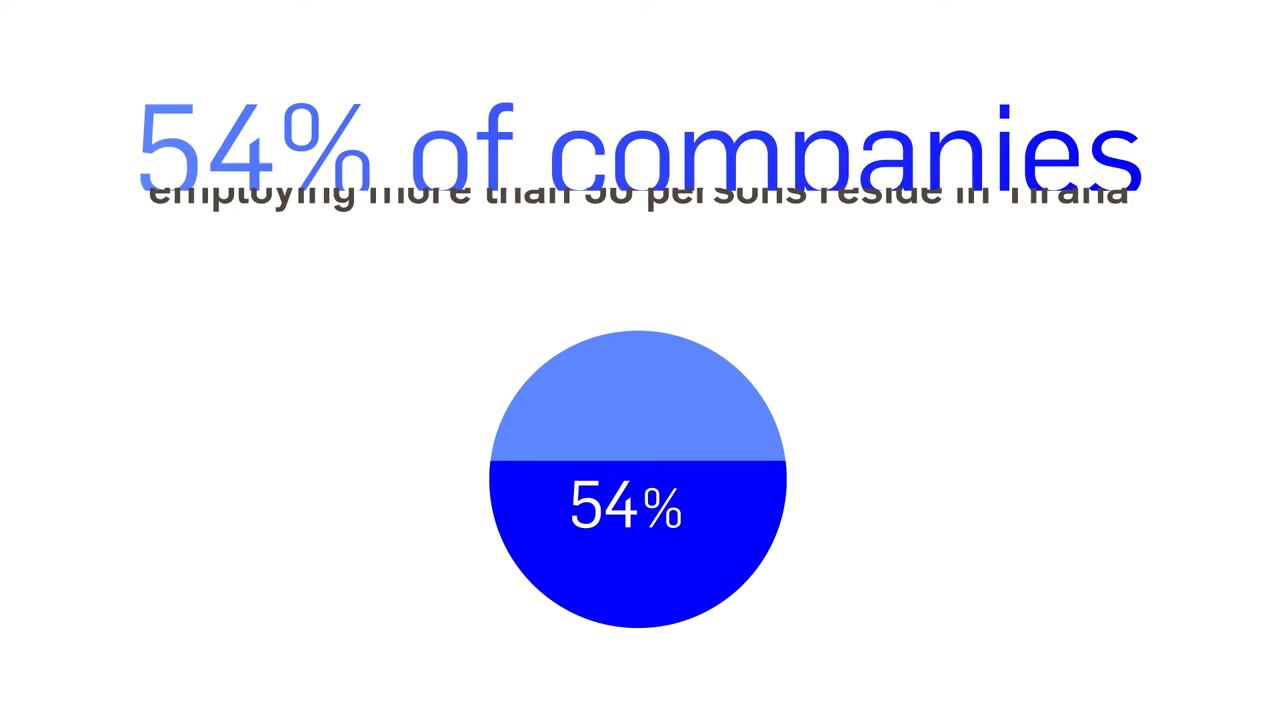 54% of companies
employing more than 50 persons reside in Tirana
54%